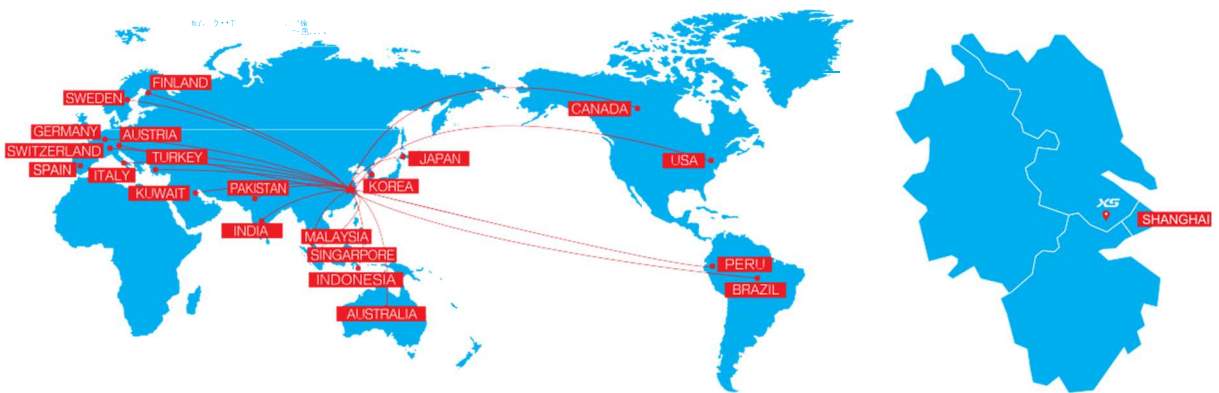 FINLAND
SWEDEN
CANADA
GERMANY
AUSTRIA
SWITZERLAND
TURKEY
JAPAN
USA
SPAIN
ITALY
KUWAIT
PAKISTAN
KOREA
INDIA
MALAYSIA
SINGARPORE
INDONESIA
PERU
BRAZIL
AUSTRALIA
XS
SHANGHAI